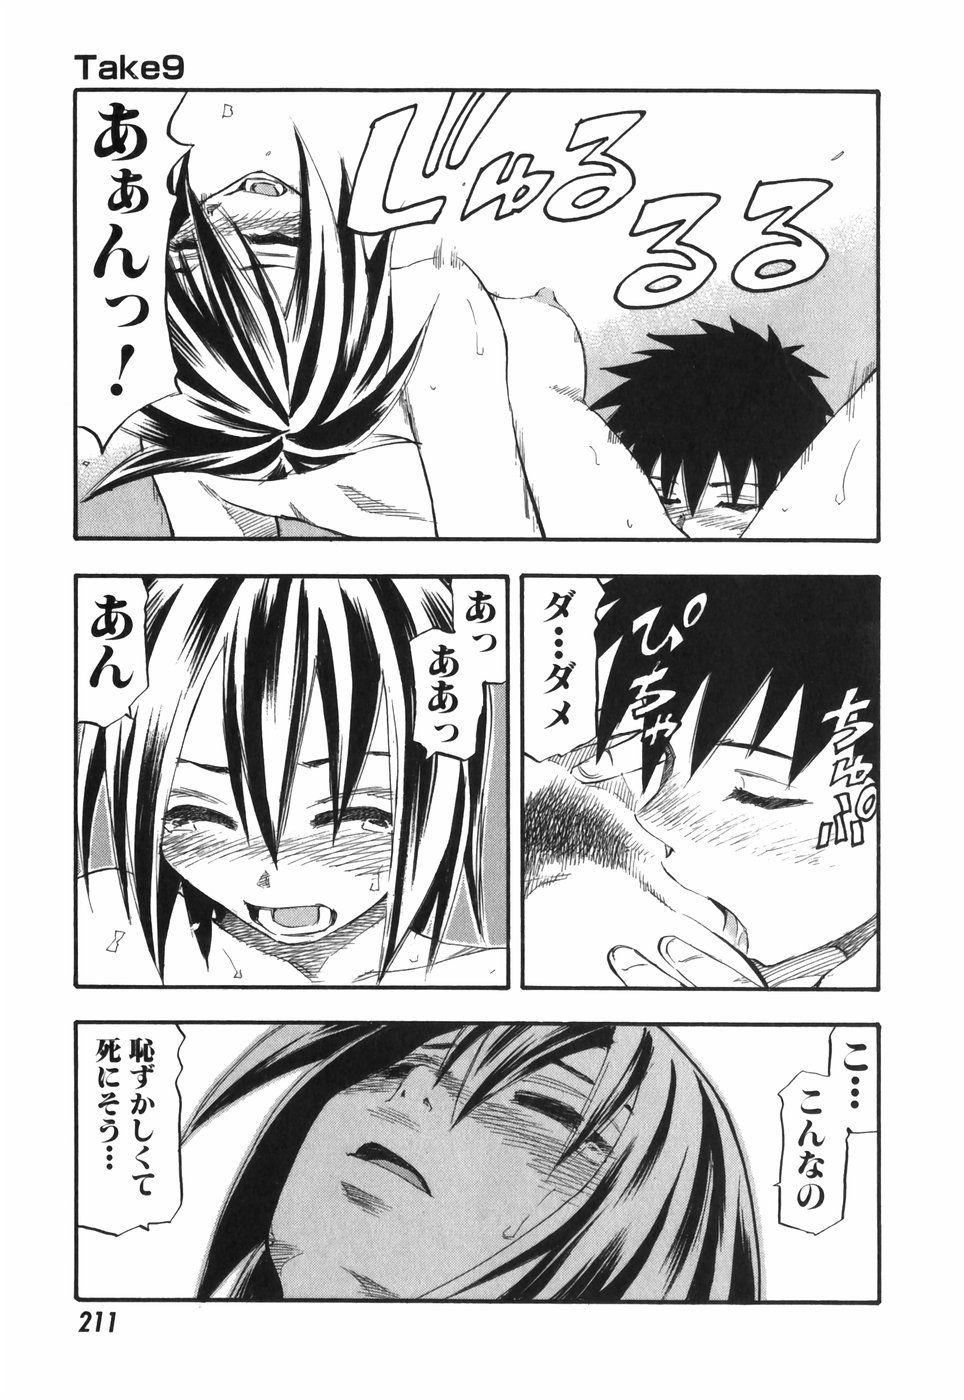 Take9
じゅるるる
あぁんっ!
ダ…ダメ
ぴちゃ
ちゅぷ
あっ
ああっ
あん
こ…
こんなの
恥ずかしくて
死にそう…
211